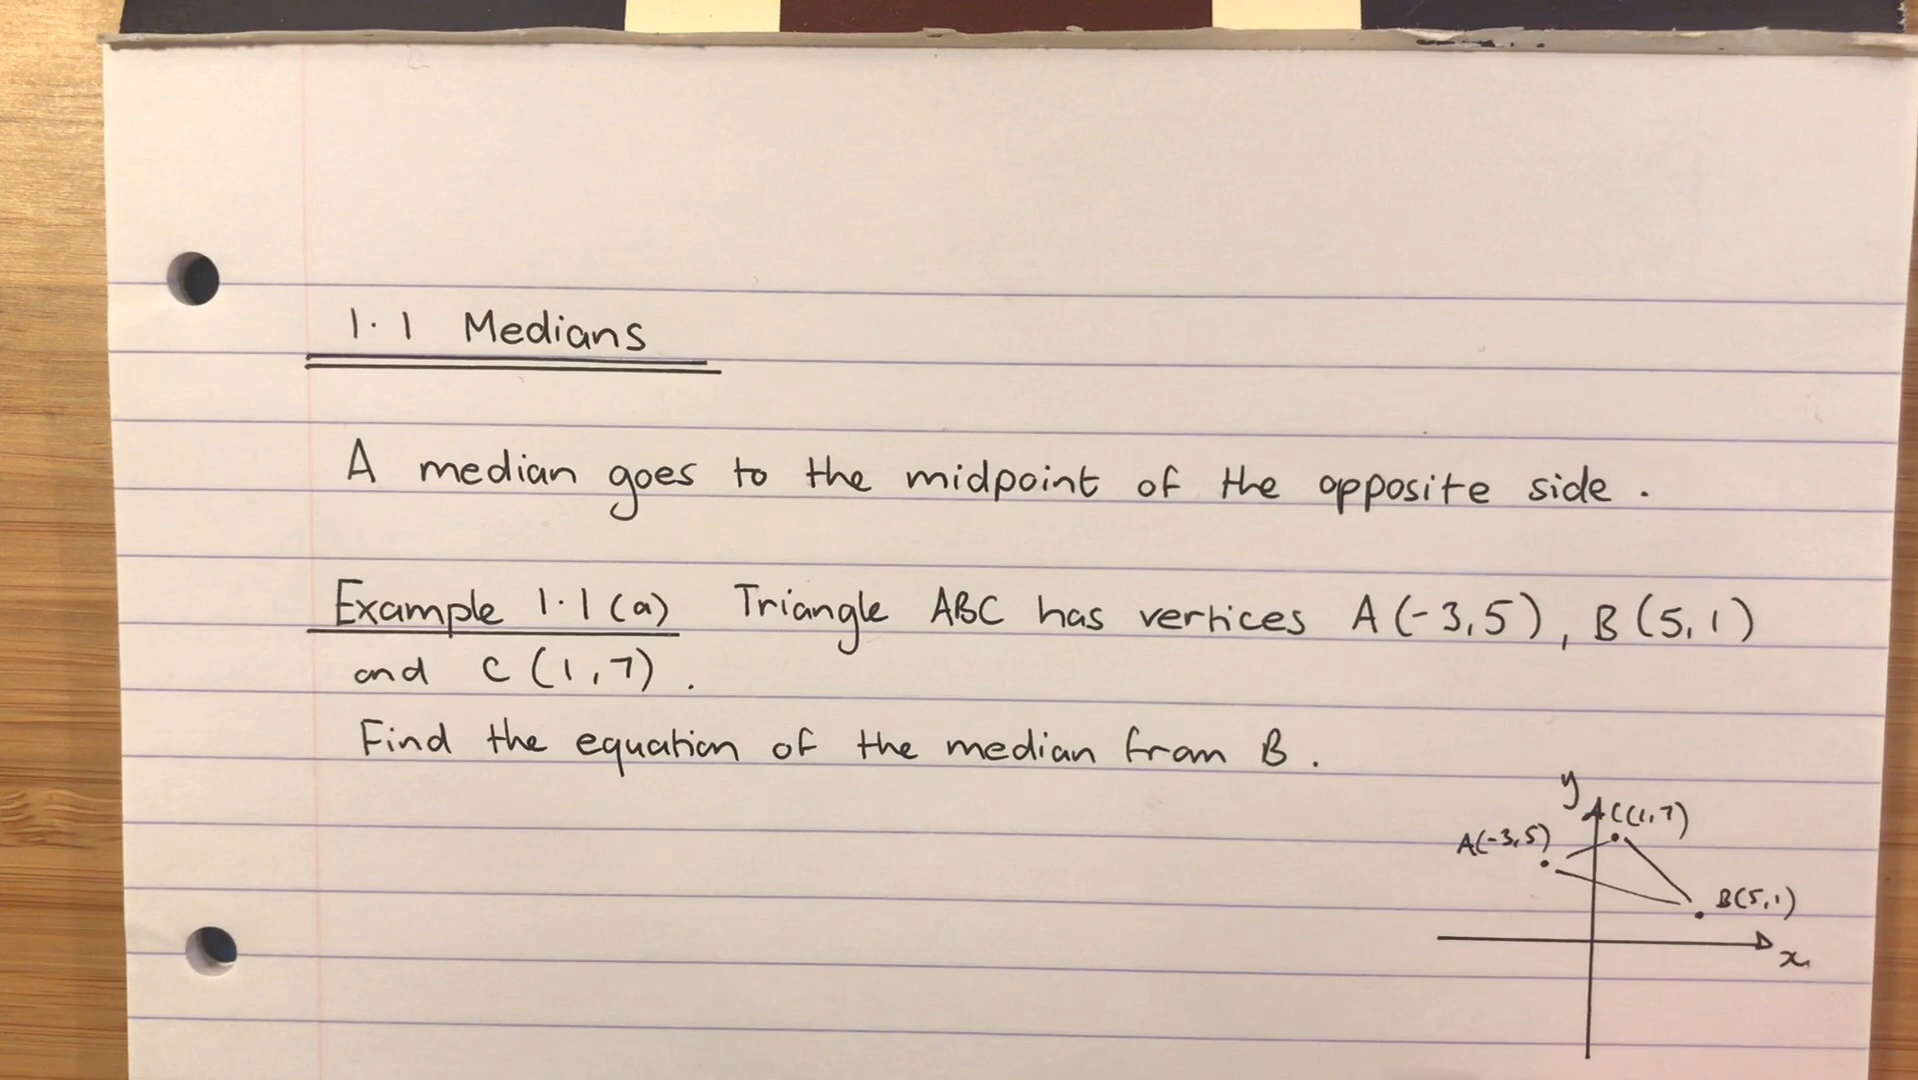 1.1 Medians
A median goes to the midpoint of the opposite side.
Example 1.1(a) Triangle ABC has vertices A(-3,5), B(5,1)
and C(1,7).
Find the equation of the median from B.
y
C(1,7)
A(-3,5)
B(5,1)
x